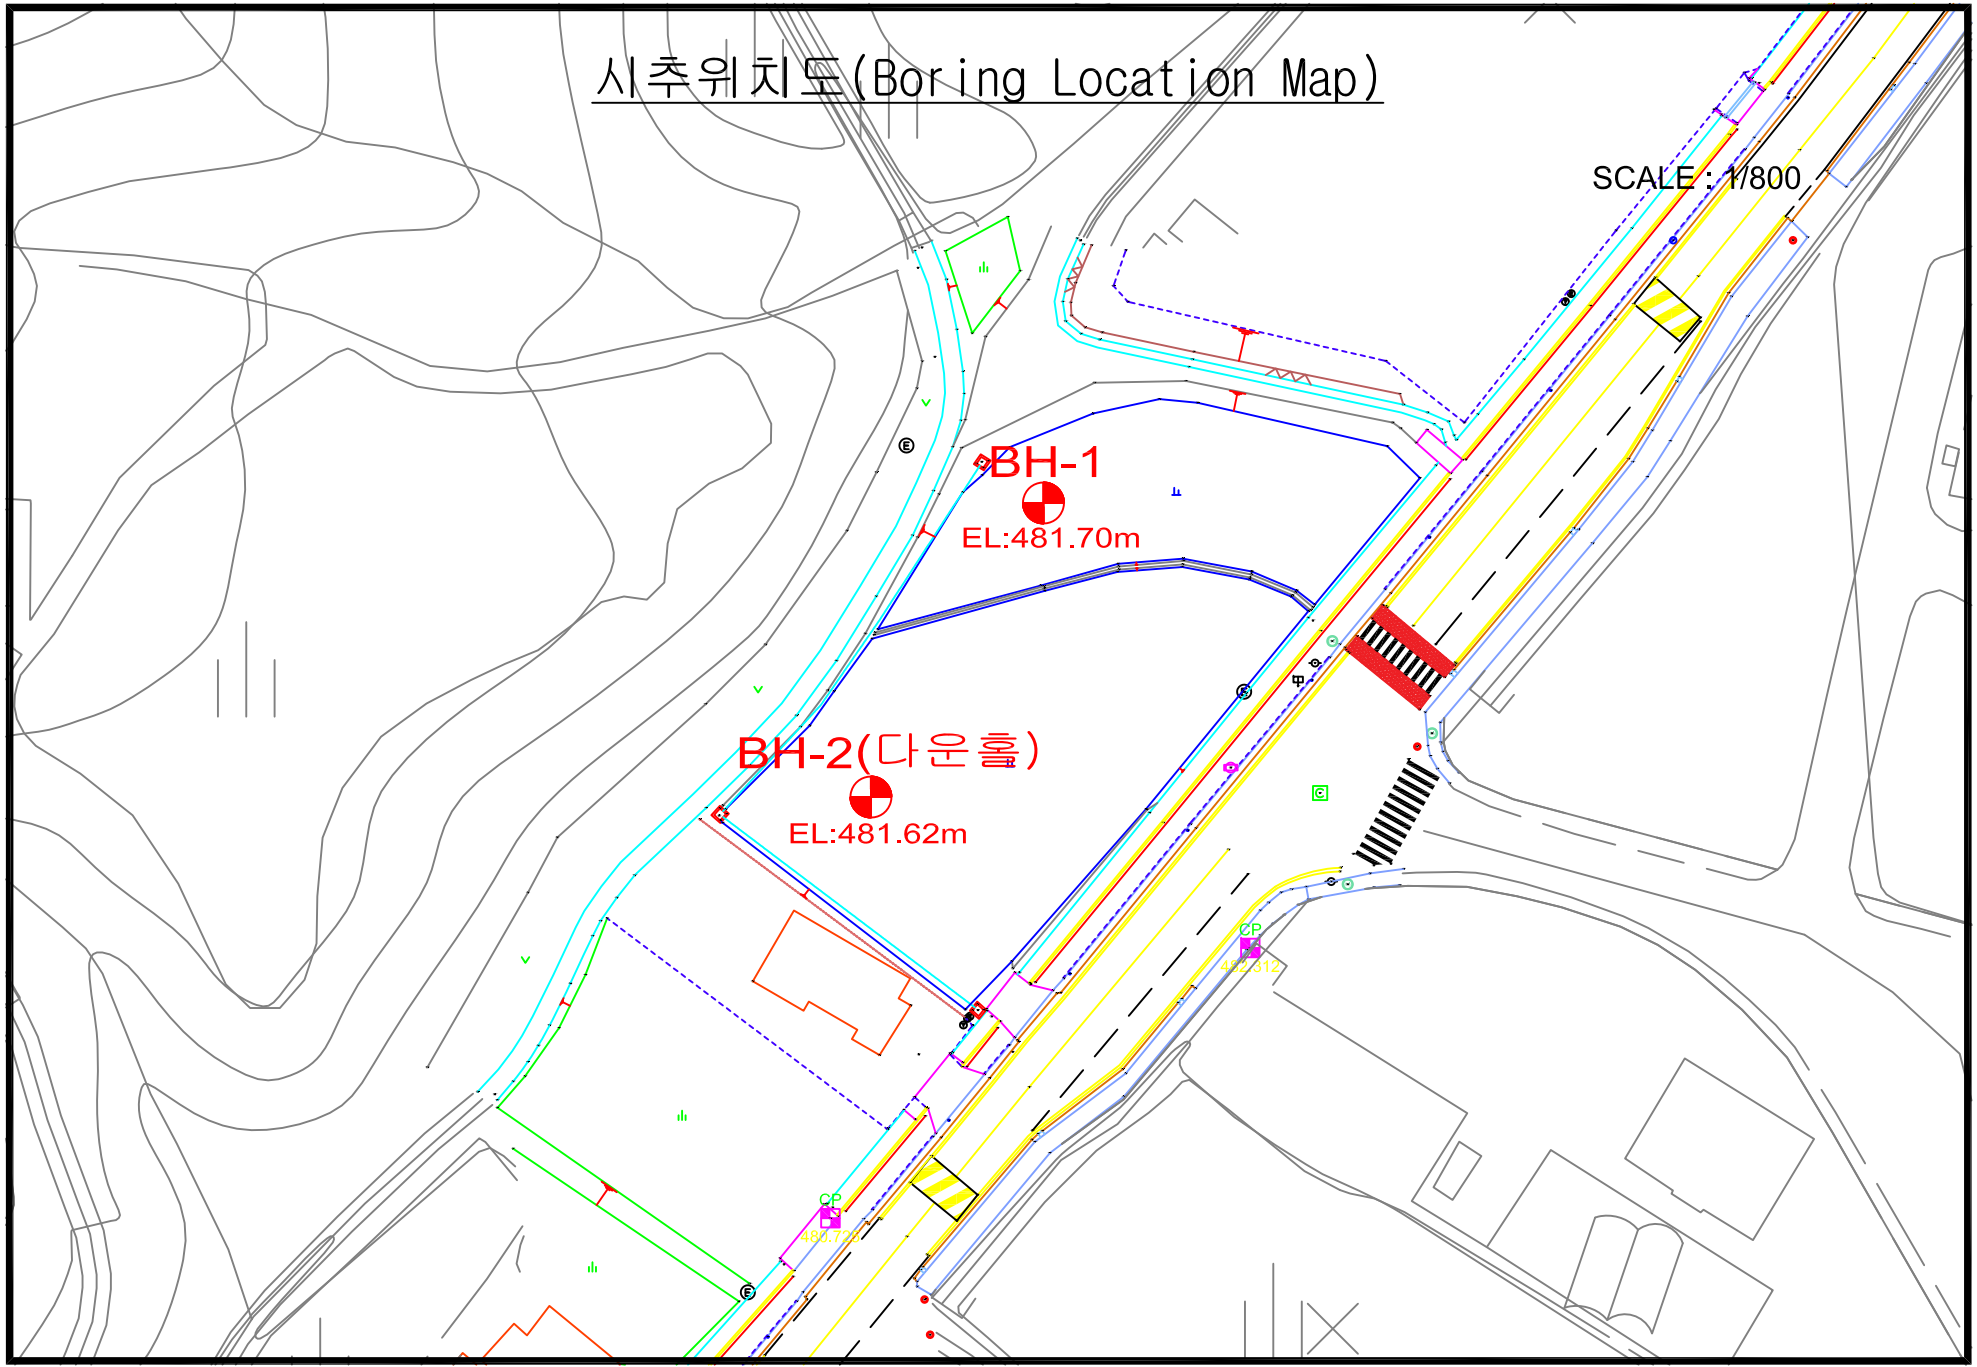 시추위치도(Boring Location Map)
SCALE : 1/800
BH-1
EL:481.70m
BH-2(다운홀)
EL:481.62m
CP
CP